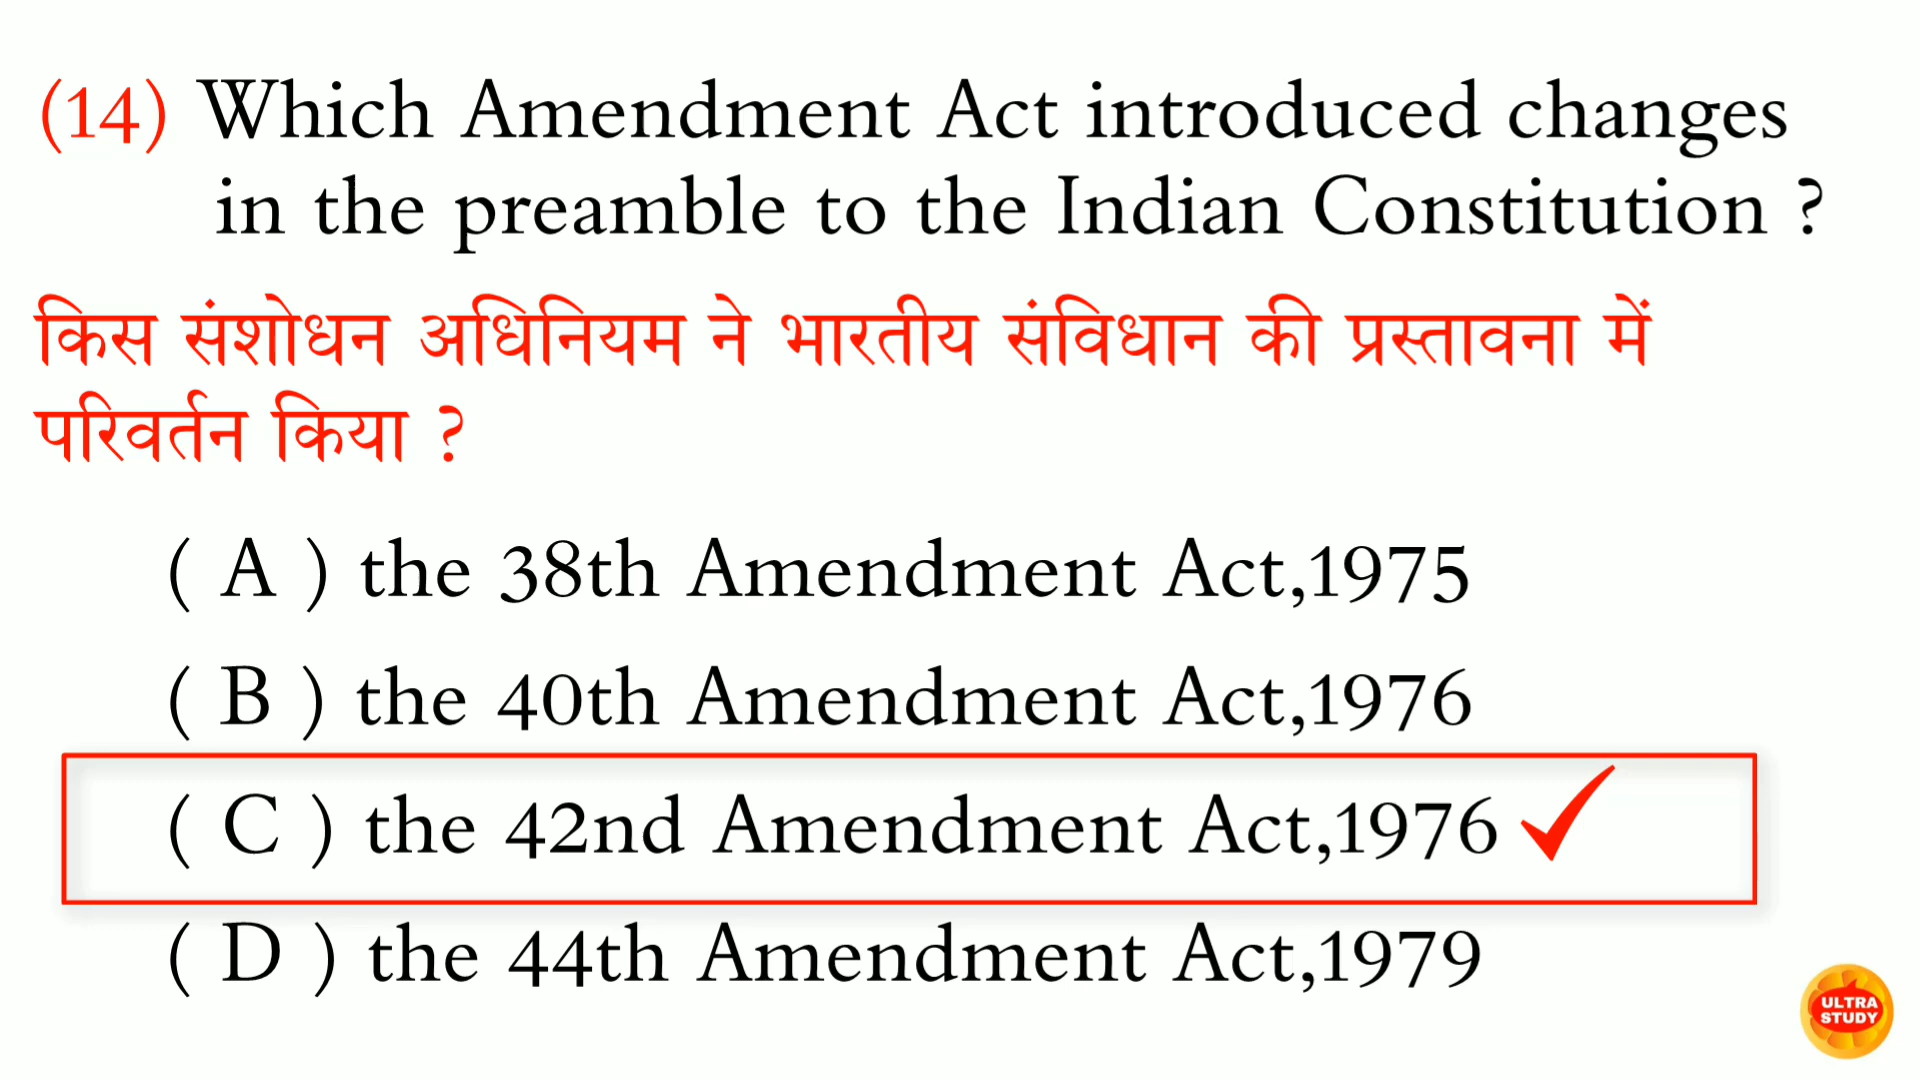 (14) Which Amendment Act introduced changes
in the preamble to the Indian Constitution ?
किस संशोधन अधिनियम ने भारतीय संविधान की प्रस्तावना में
परिवर्तन किया ?
( A ) the 38th Amendment Act,1975
( B ) the 40th Amendment Act,1976
( C ) the 42nd Amendment Act,1976
( D ) the 44th Amendment Act,1979
ULTRA
STUDY